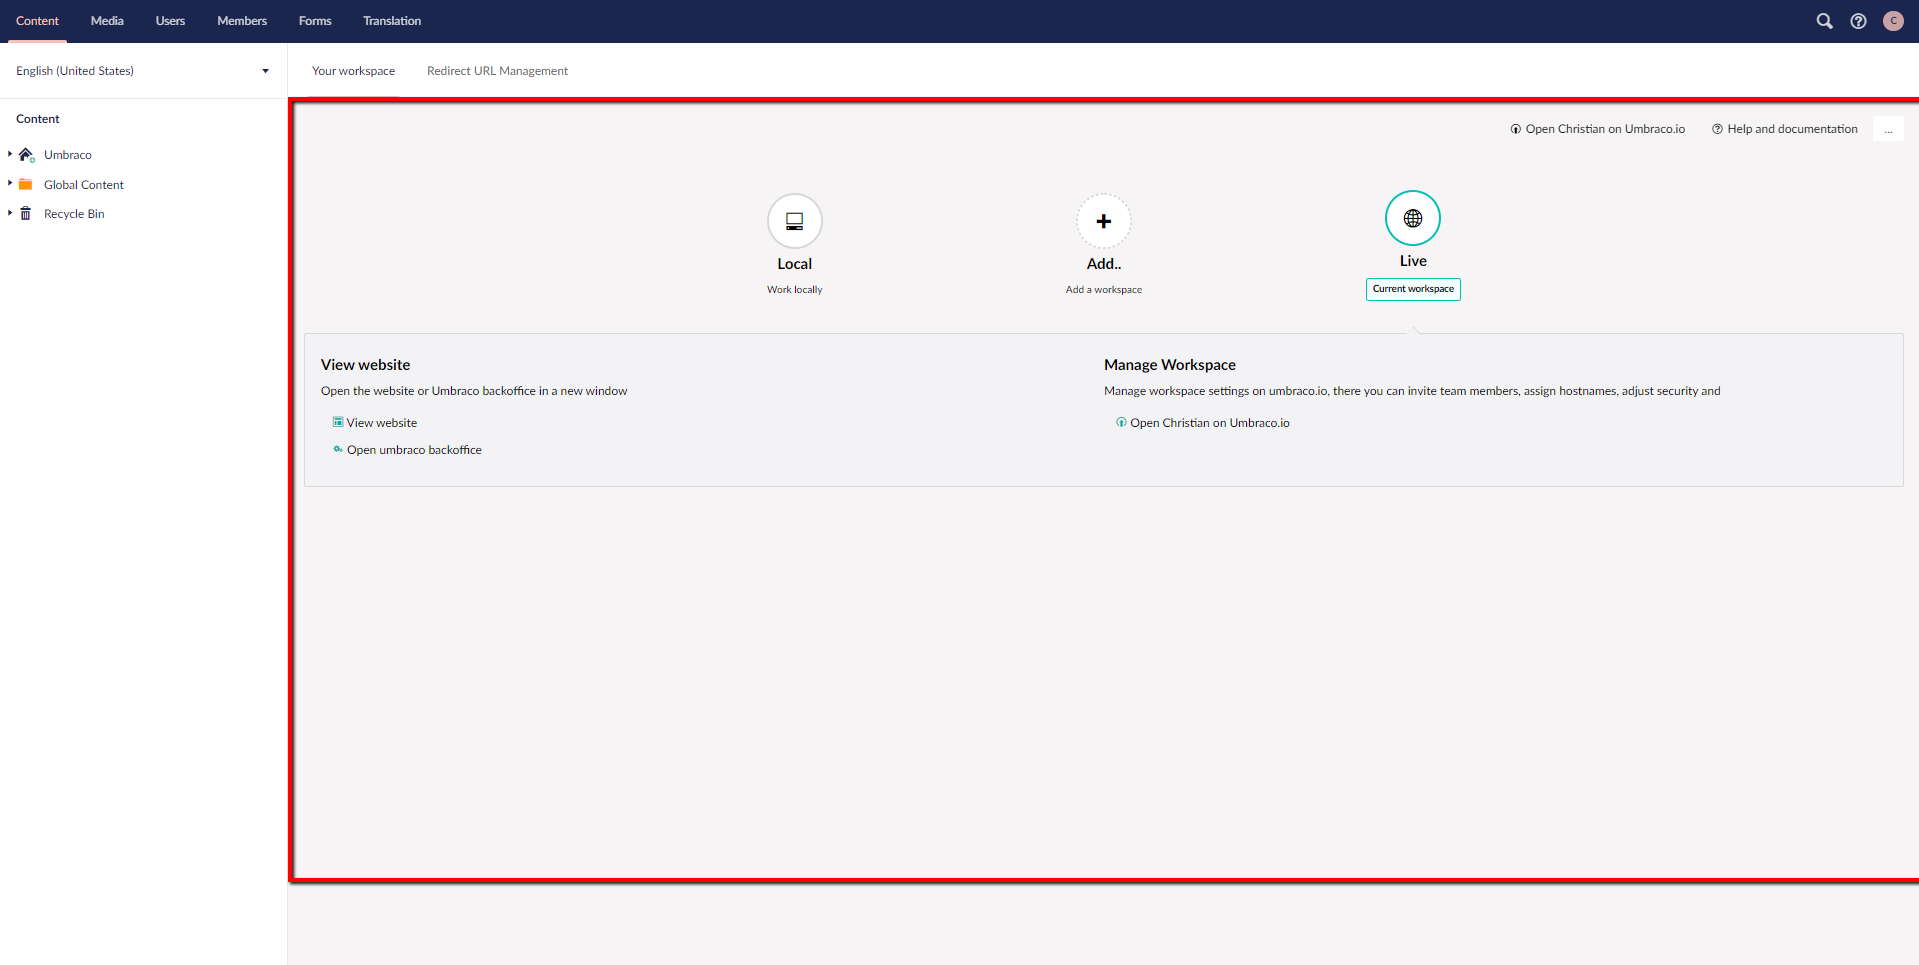 Content Media Users Members Forms Translation C
English (United States)
Your workspace Redirect URL Management
Content
Umbraco
Global Content
Recycle Bin
Open Christian on Umbraco.io Help and documentation ...
Local
Work locally
Add..
Add a workspace
Live
Current workspace
View website
Open the website or Umbraco backoffice in a new window
View website
Open umbraco backoffice
Manage Workspace
Manage workspace settings on umbraco.io, there you can invite team members, assign hostnames, adjust security and
Open Christian on Umbraco.io